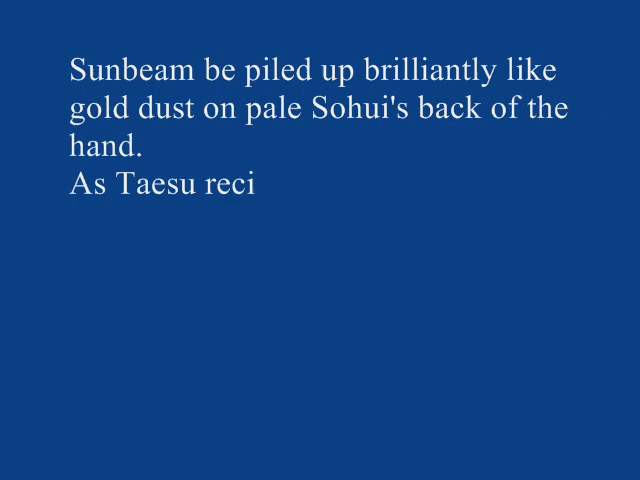 Sunbeam be piled up brilliantly like
gold dust on pale Sohui's back of the
hand.
As Taesu reci